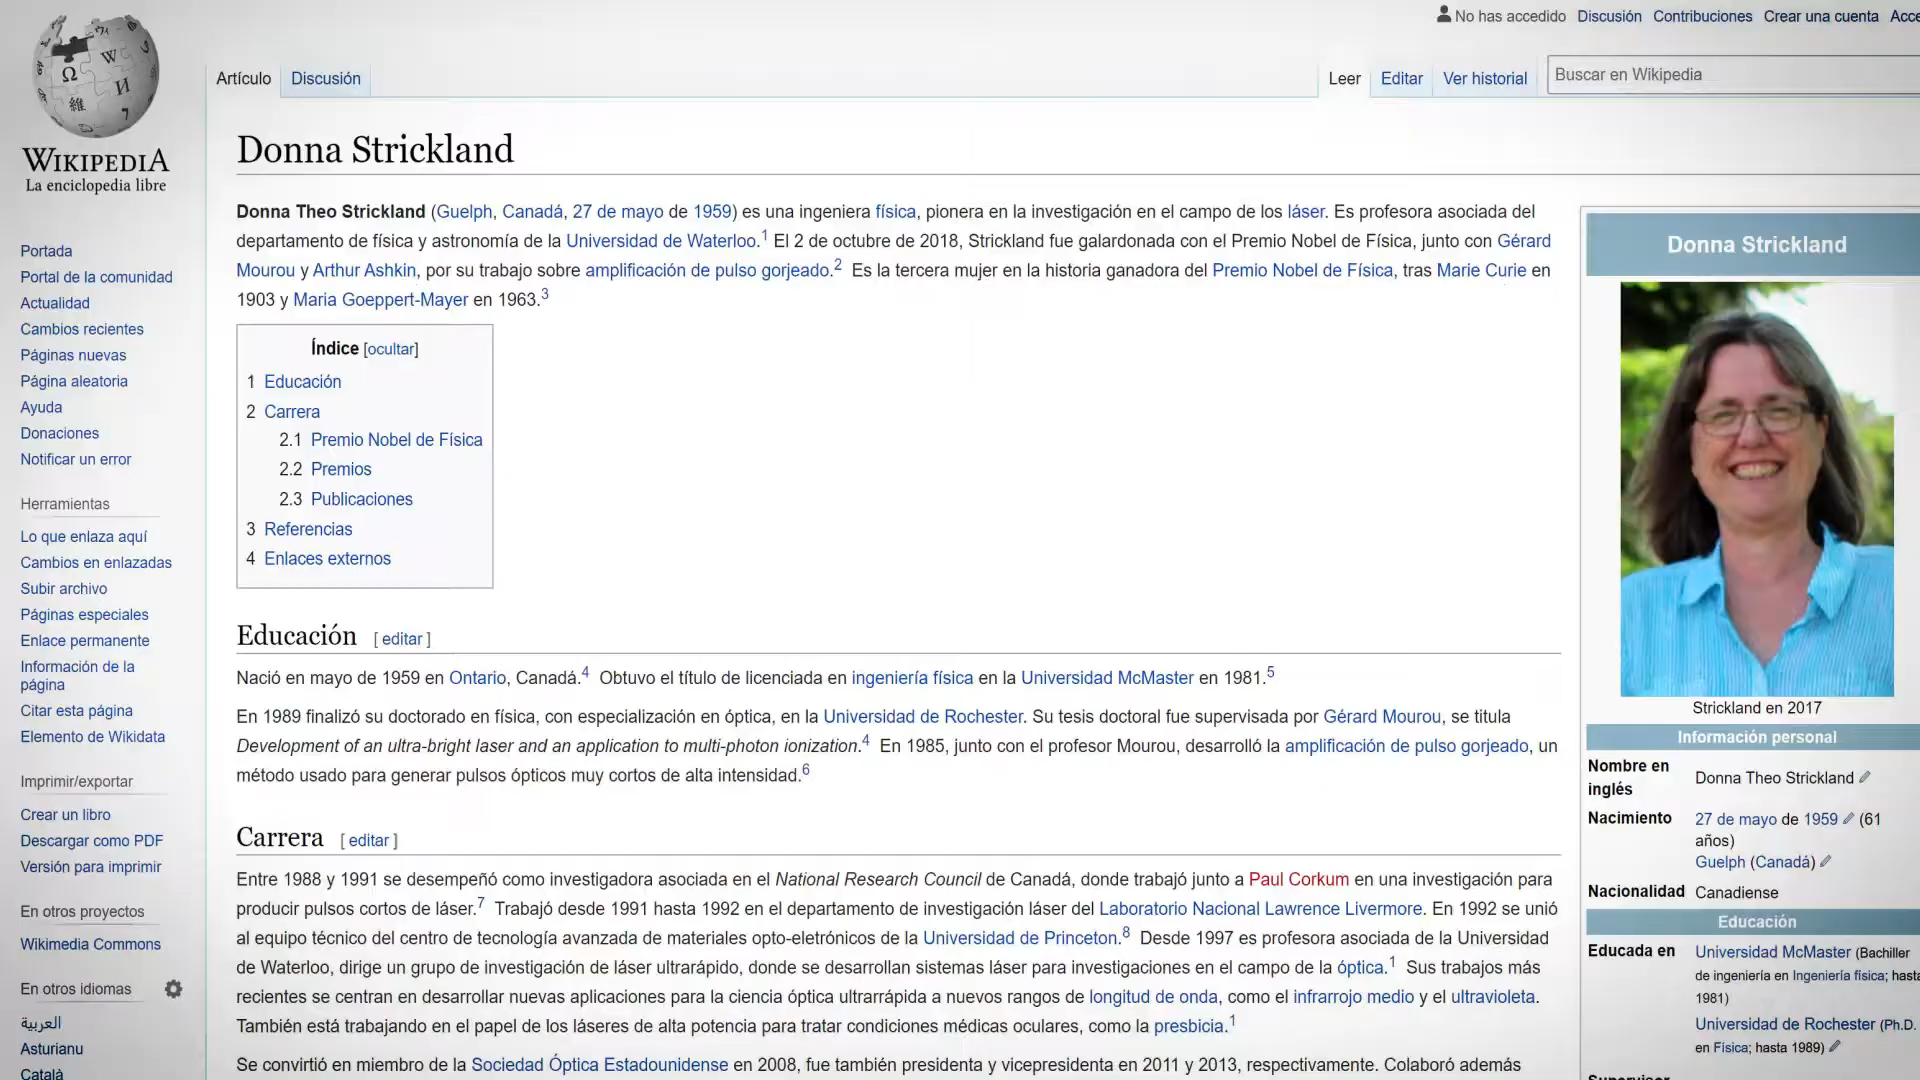 No has accedido Discusión Contribuciones Crear una cuenta Acce
Artículo Discusión Leer Editar Ver historial Buscar en Wikipedia
WIKIPEDIA
La enciclopedia libre
Portada
Portal de la comunidad
Actualidad
Cambios recientes
Páginas nuevas
Página aleatoria
Ayuda
Donaciones
Notificar un error
Herramientas
Lo que enlaza aquí
Cambios en enlazadas
Subir archivo
Páginas especiales
Enlace permanente
Información de la
página
Citar esta página
Elemento de Wikidata
Imprimir/exportar
Crear un libro
Descargar como PDF
Versión para imprimir
En otros proyectos
Wikimedia Commons
En otros idiomas
العربية
Asturianu
Català
Donna Strickland
Donna Theo Strickland (Guelph, Canadá, 27 de mayo de 1959) es una ingeniera física, pionera en la investigación en el campo de los láser. Es profesora asociada del
departamento de física y astronomía de la Universidad de Waterloo.1 El 2 de octubre de 2018, Strickland fue galardonada con el Premio Nobel de Física, junto con Gérard
Mourou y Arthur Ashkin, por su trabajo sobre amplificación de pulso gorjeado.2 Es la tercera mujer en la historia ganadora del Premio Nobel de Física, tras Marie Curie en
1903 y Maria Goeppert-Mayer en 1963.3
Índice [ocultar]
1 Educación
2 Carrera
2.1 Premio Nobel de Física
2.2 Premios
2.3 Publicaciones
3 Referencias
4 Enlaces externos
Educación [ editar ]
Nació en mayo de 1959 en Ontario, Canadá.4 Obtuvo el título de licenciada en ingeniería física en la Universidad McMaster en 1981.5
En 1989 finalizó su doctorado en física, con especialización en óptica, en la Universidad de Rochester. Su tesis doctoral fue supervisada por Gérard Mourou, se titula
Development of an ultra-bright laser and an application to multi-photon ionization.4 En 1985, junto con el profesor Mourou, desarrolló la amplificación de pulso gorjeado, un
método usado para generar pulsos ópticos muy cortos de alta intensidad.6
Carrera [ editar ]
Entre 1988 y 1991 se desempeñó como investigadora asociada en el National Research Council de Canadá, donde trabajó junto a Paul Corkum en una investigación para
producir pulsos cortos de láser.7 Trabajó desde 1991 hasta 1992 en el departamento de investigación láser del Laboratorio Nacional Lawrence Livermore. En 1992 se unió
al equipo técnico del centro de tecnología avanzada de materiales opto-eletrónicos de la Universidad de Princeton.8 Desde 1997 es profesora asociada de la Universidad
de Waterloo, dirige un grupo de investigación de láser ultrarápido, donde se desarrollan sistemas láser para investigaciones en el campo de la óptica.1 Sus trabajos más
recientes se centran en desarrollar nuevas aplicaciones para la ciencia óptica ultrarrápida a nuevos rangos de longitud de onda, como el infrarrojo medio y el ultravioleta.
También está trabajando en el papel de los láseres de alta potencia para tratar condiciones médicas oculares, como la presbicia.1
Se convirtió en miembro de la Sociedad Óptica Estadounidense en 2008, fue también presidenta y vicepresidenta en 2011 y 2013, respectivamente. Colaboró además
Donna Strickland
Strickland en 2017
Información personal
Nombre en
inglés
Donna Theo Strickland
Nacimiento 27 de mayo de 1959 (61
años)
Guelph (Canadá)
Nacionalidad Canadiense
Educación
Educada en Universidad McMaster (Bachiller
de ingeniería en Ingeniería física; hasta
1981)
Universidad de Rochester (Ph.D.
en Física; hasta 1989)
Supervisor